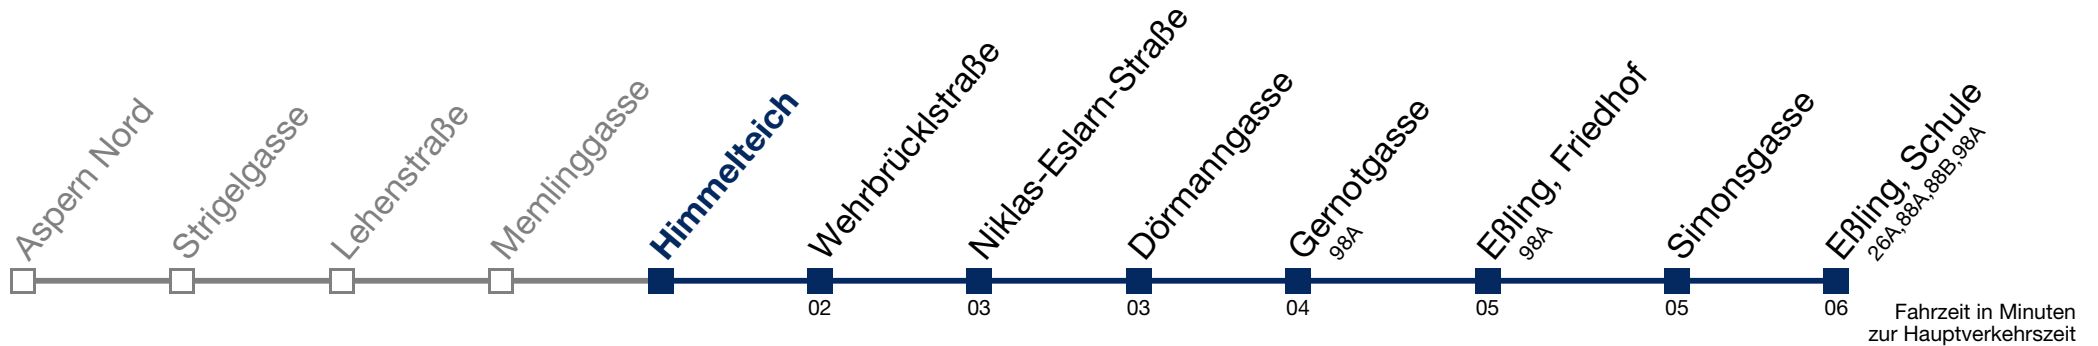 Aspern Nord
Strigelgasse
Lehenstraße
Memlinggasse
Himmelteich
Wehrbrücklstraße
Niklas-Eslarn-Straße
Dörmanngasse
Gernotgasse
98A
Eßling, Friedhof
98A
Simonsgasse
Eßling, Schule
26A,88A,88B,98A
02
03
03
04
05
05
06
Fahrzeit in Minuten
zur Hauptverkehrszeit